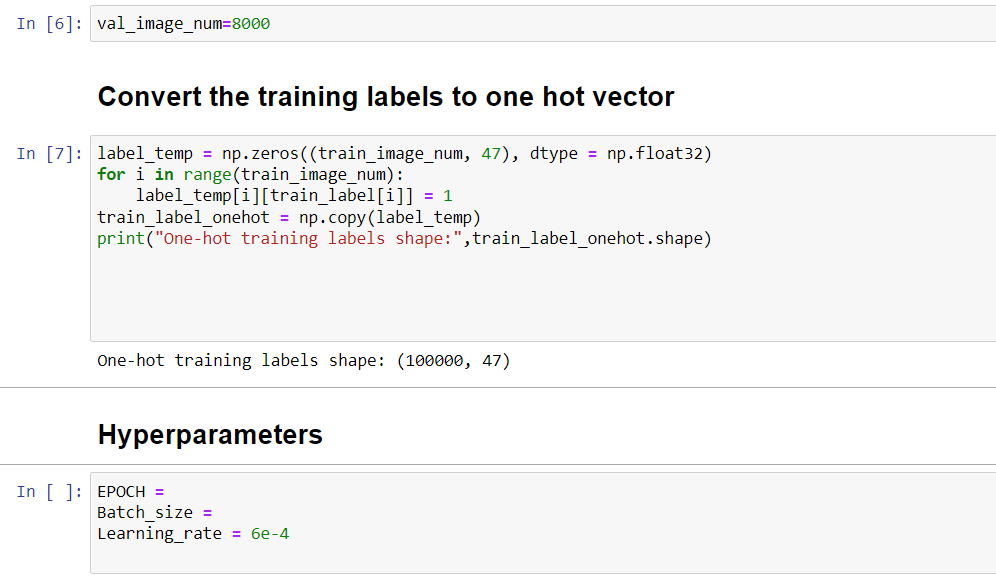 In [6]: val_image_num=8000
Convert the training labels to one hot vector
In [7]: label_temp = np.zeros((train_image_num, 47), dtype = np.float32)
for i in range(train_image_num):
    label_temp[i][train_label[i]] = 1
train_label_onehot = np.copy(label_temp)
print("One-hot training labels shape:",train_label_onehot.shape)
One-hot training labels shape: (100000, 47)
Hyperparameters
In [ ]: EPOCH =
Batch_size =
Learning_rate = 6e-4